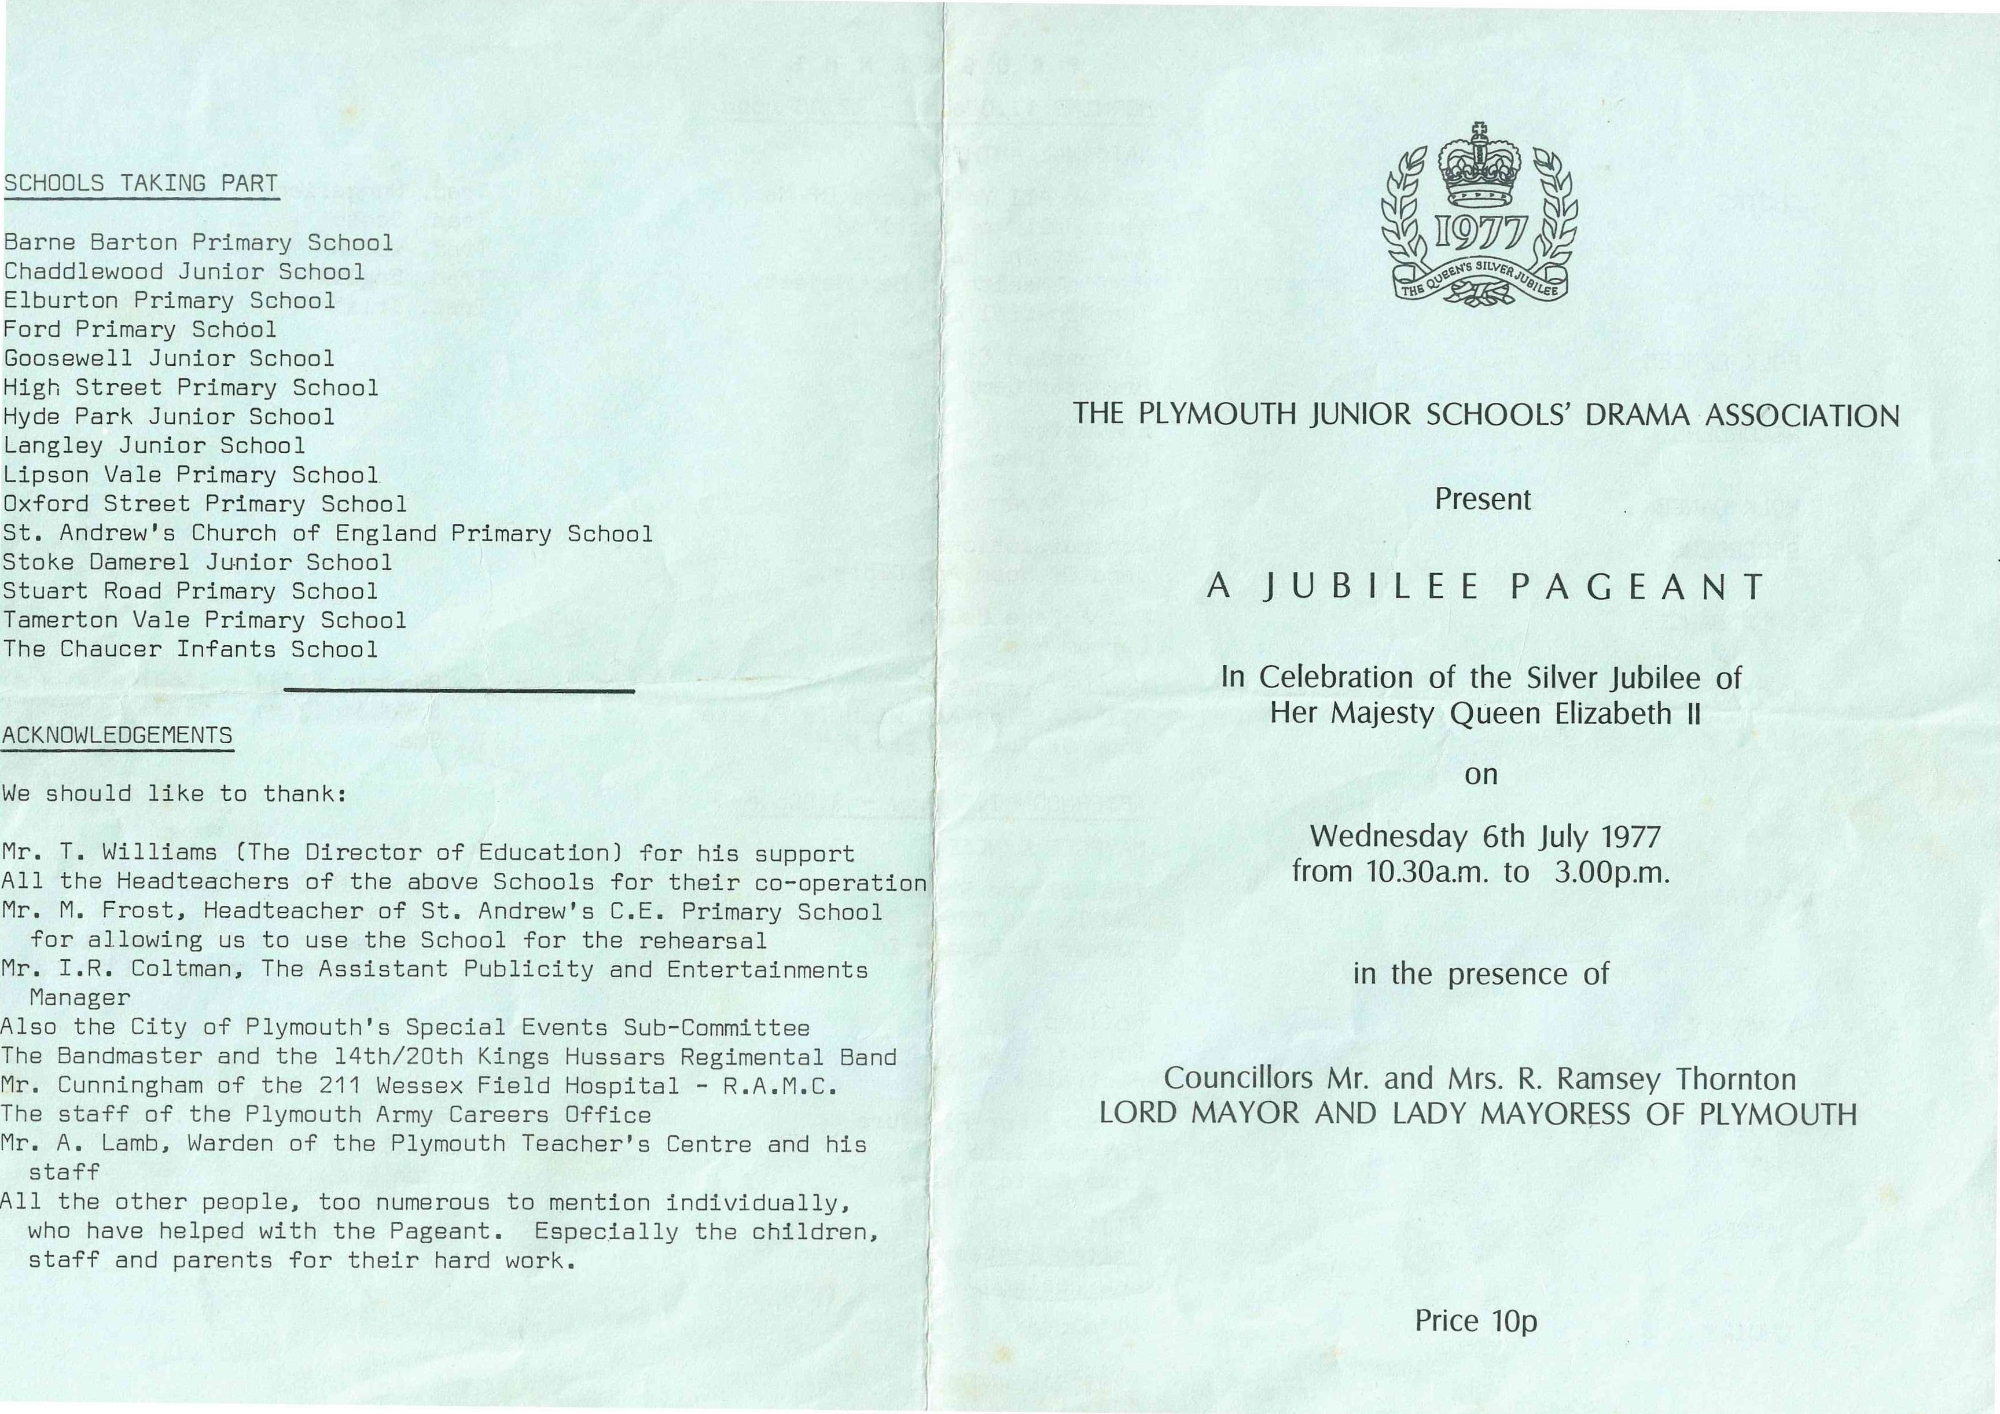 SCHOOLS TAKING PART
Barne Barton Primary School
Chaddlewood Junior School
Elburton Primary School
Ford Primary School
Goosewell Junior School
High Street Primary School
Hyde Park Junior School
Langley Junior School
Lipson Vale Primary School
Oxford Street Primary School
St. Andrew's Church of England Primary School
Stoke Damerel Junior School
Stuart Road Primary School
Tamerton Vale Primary School
The Chaucer Infants School
ACKNOWLEDGEMENTS
We should like to thank:
Mr. T. Williams (The Director of Education) for his support
All the Headteachers of the above Schools for their co-operation
Mr. M. Frost, Headteacher of St. Andrew's C.E. Primary School
for allowing us to use the School for the rehearsal
Mr. I.R. Coltman, The Assistant Publicity and Entertainments
Manager
Also the City of Plymouth's Special Events Sub-Committee
The Bandmaster and the 14th/20th Kings Hussars Regimental Band
Mr. Cunningham of the 211 Wessex Field Hospital - R.A.M.C.
The staff of the Plymouth Army Careers Office
Mr. A. Lamb, Warden of the Plymouth Teacher's Centre and his
staff
All the other people, too numerous to mention individually,
who have helped with the Pageant.  Especially the children,
staff and parents for their hard work.
1977
THE QUEEN'S SILVER JUBILEE
THE PLYMOUTH JUNIOR SCHOOLS' DRAMA ASSOCIATION
Present
A JUBILEE PAGEANT
In Celebration of the Silver Jubilee of
Her Majesty Queen Elizabeth II
on
Wednesday 6th July 1977
from 10.30a.m. to 3.00p.m.
in the presence of
Councillors Mr. and Mrs. R. Ramsey Thornton
LORD MAYOR AND LADY MAYORESS OF PLYMOUTH
Price 10p